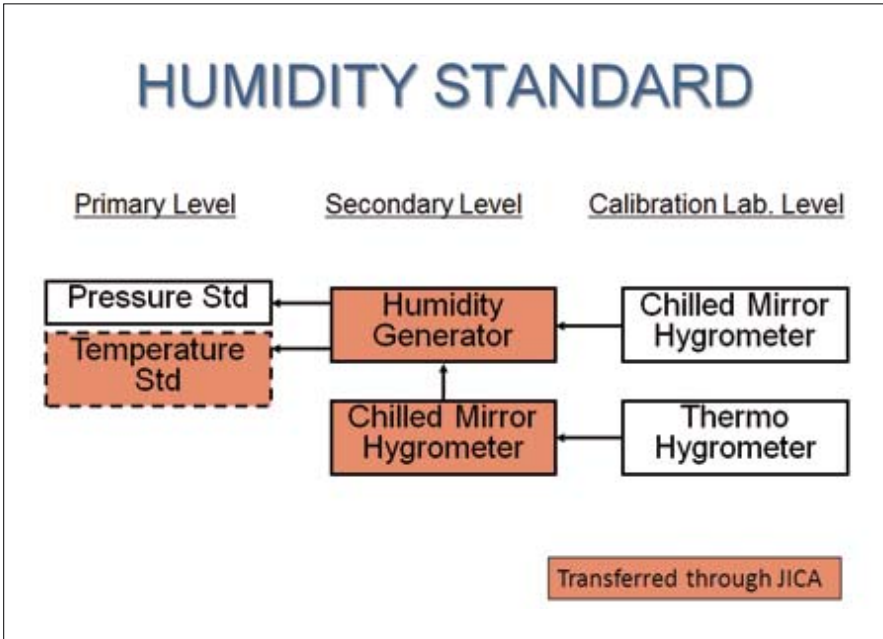 HUMIDITY STANDARD
Primary Level
Secondary Level
Calibration Lab. Level
Pressure Std
Temperature
Std
Humidity
Generator
Chilled Mirror
Hygrometer
Chilled Mirror
Hygrometer
Thermo
Hygrometer
Transferred through JICA